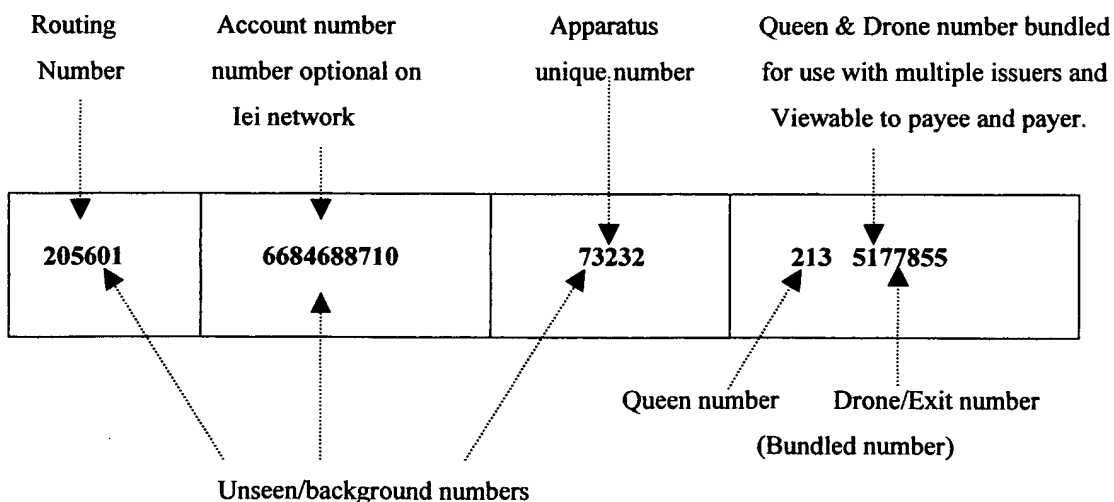 Routing
Number
Account number
number optional on
Iei network
Apparatus
unique number
Queen & Drone number bundled
for use with multiple issuers and
Viewable to payee and payer.
205601
6684688710
73232
213 5177855
Queen number
Drone/Exit number
(Bundled number)
Unseen/background numbers